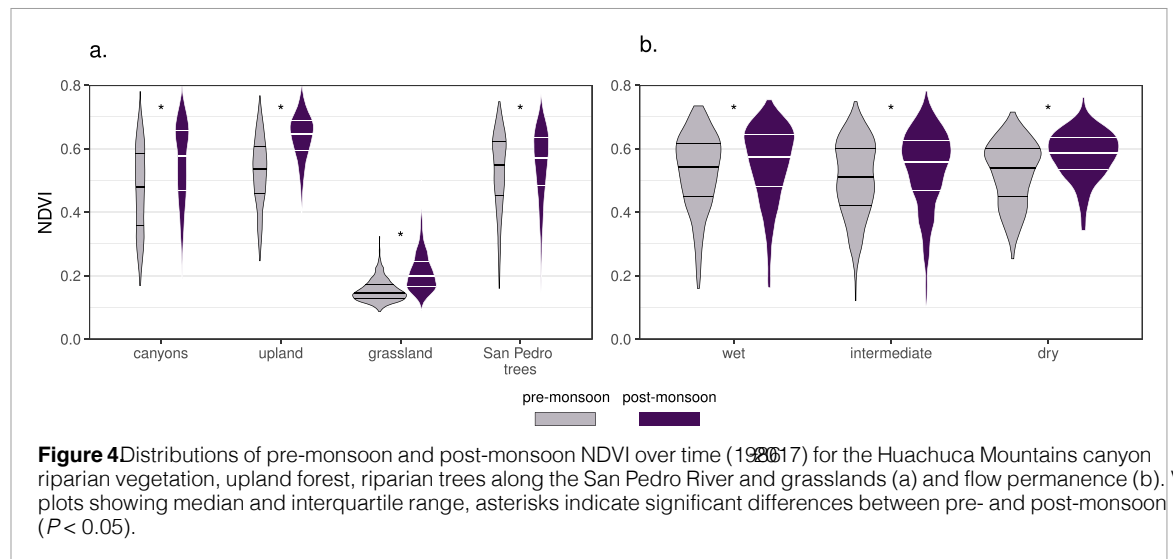 a.
b.
NDVI
0.8
0.6
0.4
0.2
0.0
*
*
*
*
canyons
upland
grassland
San Pedro
trees
0.8
0.6
0.4
0.2
0.0
*
*
*
wet
intermediate
dry
pre-monsoon post-monsoon
Figure 4. Distributions of pre-monsoon and post-monsoon NDVI over time ( 17) for the Huachuca Mountains canyon
riparian vegetation, upland forest, riparian trees along the San Pedro River and grasslands (a) and flow permanence (b).
plots showing median and interquartile range, asterisks indicate significant differences between pre- and post-monsoon
(P < 0.05).